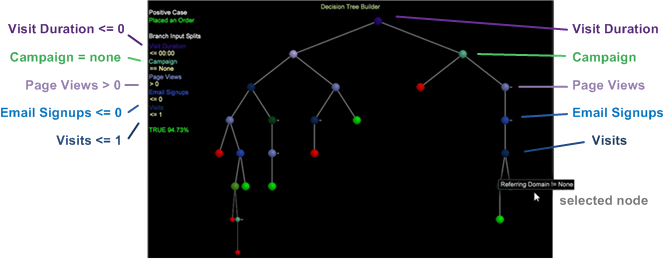 Decision Tree Builder
Visit Duration <= 0
Campaign = none
Page Views > 0
Email Signups <= 0
Visits <= 1
Positive Case
Placed an Order
Branch Input Splits
Visit Duration
<= 00:00
Campaign
== None
Page Views
> 0
Email Signups
<= 0
Visits
<= 1
TRUE 94.73%
Visit Duration
Campaign
Page Views
Email Signups
Visits
Referring Domain != None
selected node